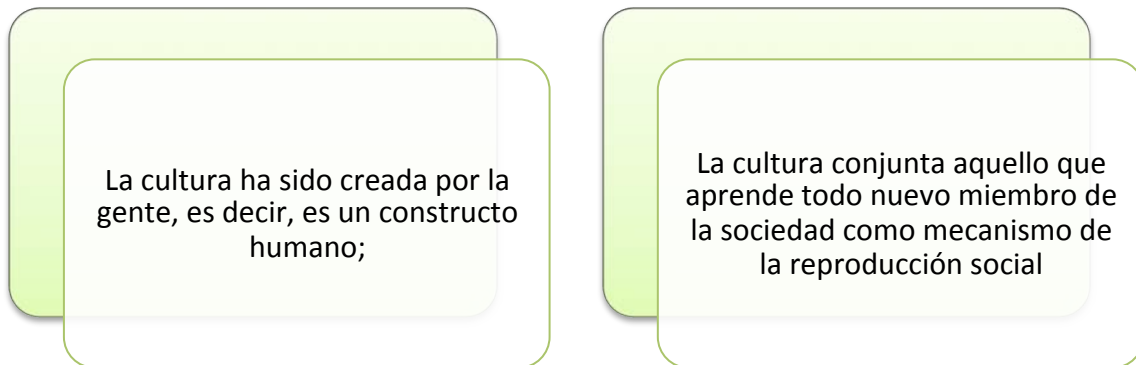 La cultura ha sido creada por la
gente, es decir, es un constructo
humano;
La cultura conjunta aquello que
aprende todo nuevo miembro de
la sociedad como mecanismo de
la reproducción social